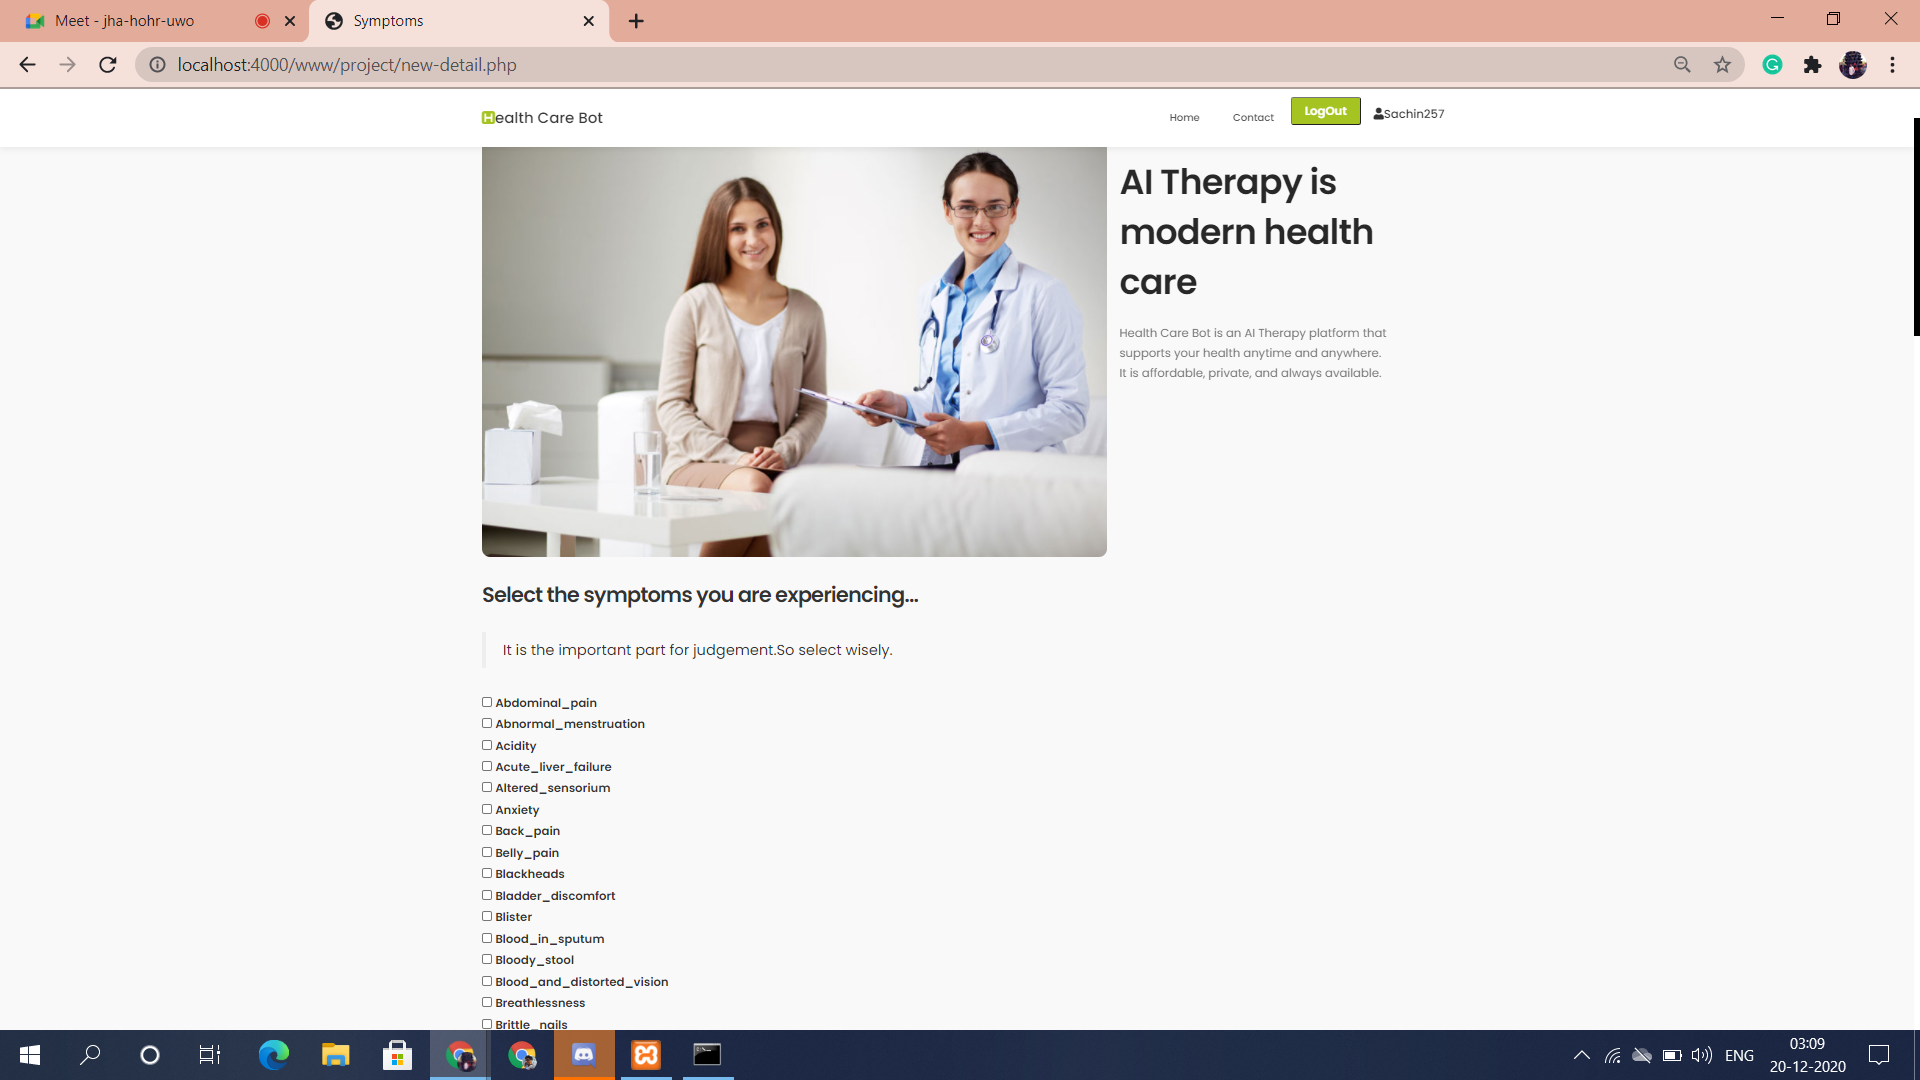 Meet - jha-hohr-uwo
Symptoms
localhost:4000/www/project/new-detail.php
Health Care Bot
Home
Contact
LogOut
Sachin257
AI Therapy is
modern health
care
Health Care Bot is an AI Therapy platform that
supports your health anytime and anywhere.
It is affordable, private, and always available.
Select the symptoms you are experiencing...
It is the important part for judgement.So select wisely.
Abdominal_pain
Abnormal_menstruation
Acidity
Acute_liver_failure
Altered_sensorium
Anxiety
Back_pain
Belly_pain
Blackheads
Bladder_discomfort
Blister
Blood_in_sputum
Bloody_stool
Blood_and_distorted_vision
Breathlessness
Brittle_nails
ENG
03:09
20-12-2020